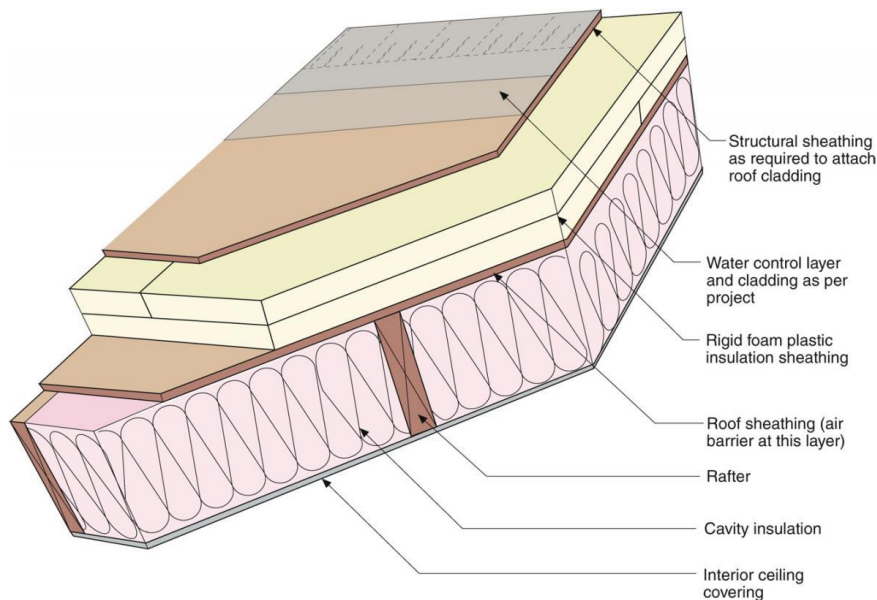 Structural sheathing
as required to attach
roof cladding
Water control layer
and cladding as per
project
Rigid foam plastic
insulation sheathing
Roof sheathing (air
barrier at this layer)
Rafter
Cavity insulation
Interior ceiling
covering